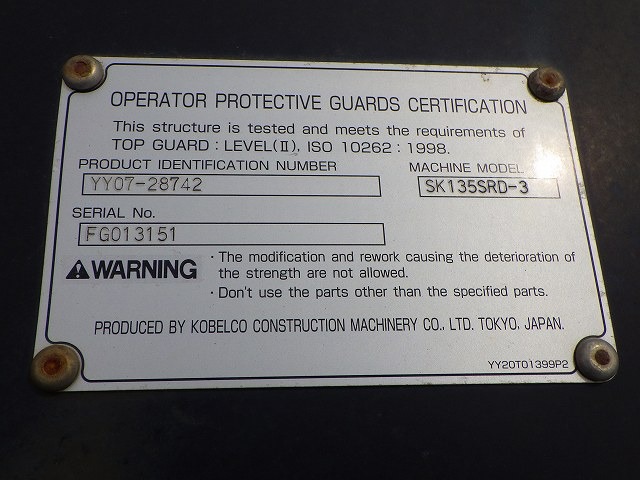 OPERATOR PROTECTIVE GUARDS CERTIFICATION
This structure is tested and meets the requirements of
TOP GUARD : LEVEL(II), ISO 10262 : 1998.
PRODUCT IDENTIFICATION NUMBER MACHINE MODEL
YY07-28742 SK135SRD-3
SERIAL No.
FG013151
WARNING
· The modification and rework causing the deterioration of
the strength are not allowed.
· Don't use the parts other than the specified parts.
PRODUCED BY KOBELCO CONSTRUCTION MACHINERY CO., LTD. TOKYO, JAPAN.
YY20T01399P2